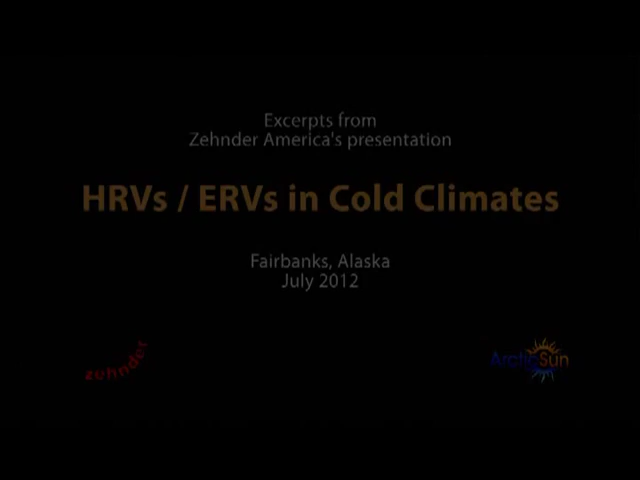 Excerpts from
Zehnder America's presentation
HRVs / ERVs in Cold Climates
Fairbanks, Alaska
July 2012
zehnder
ArcticSun